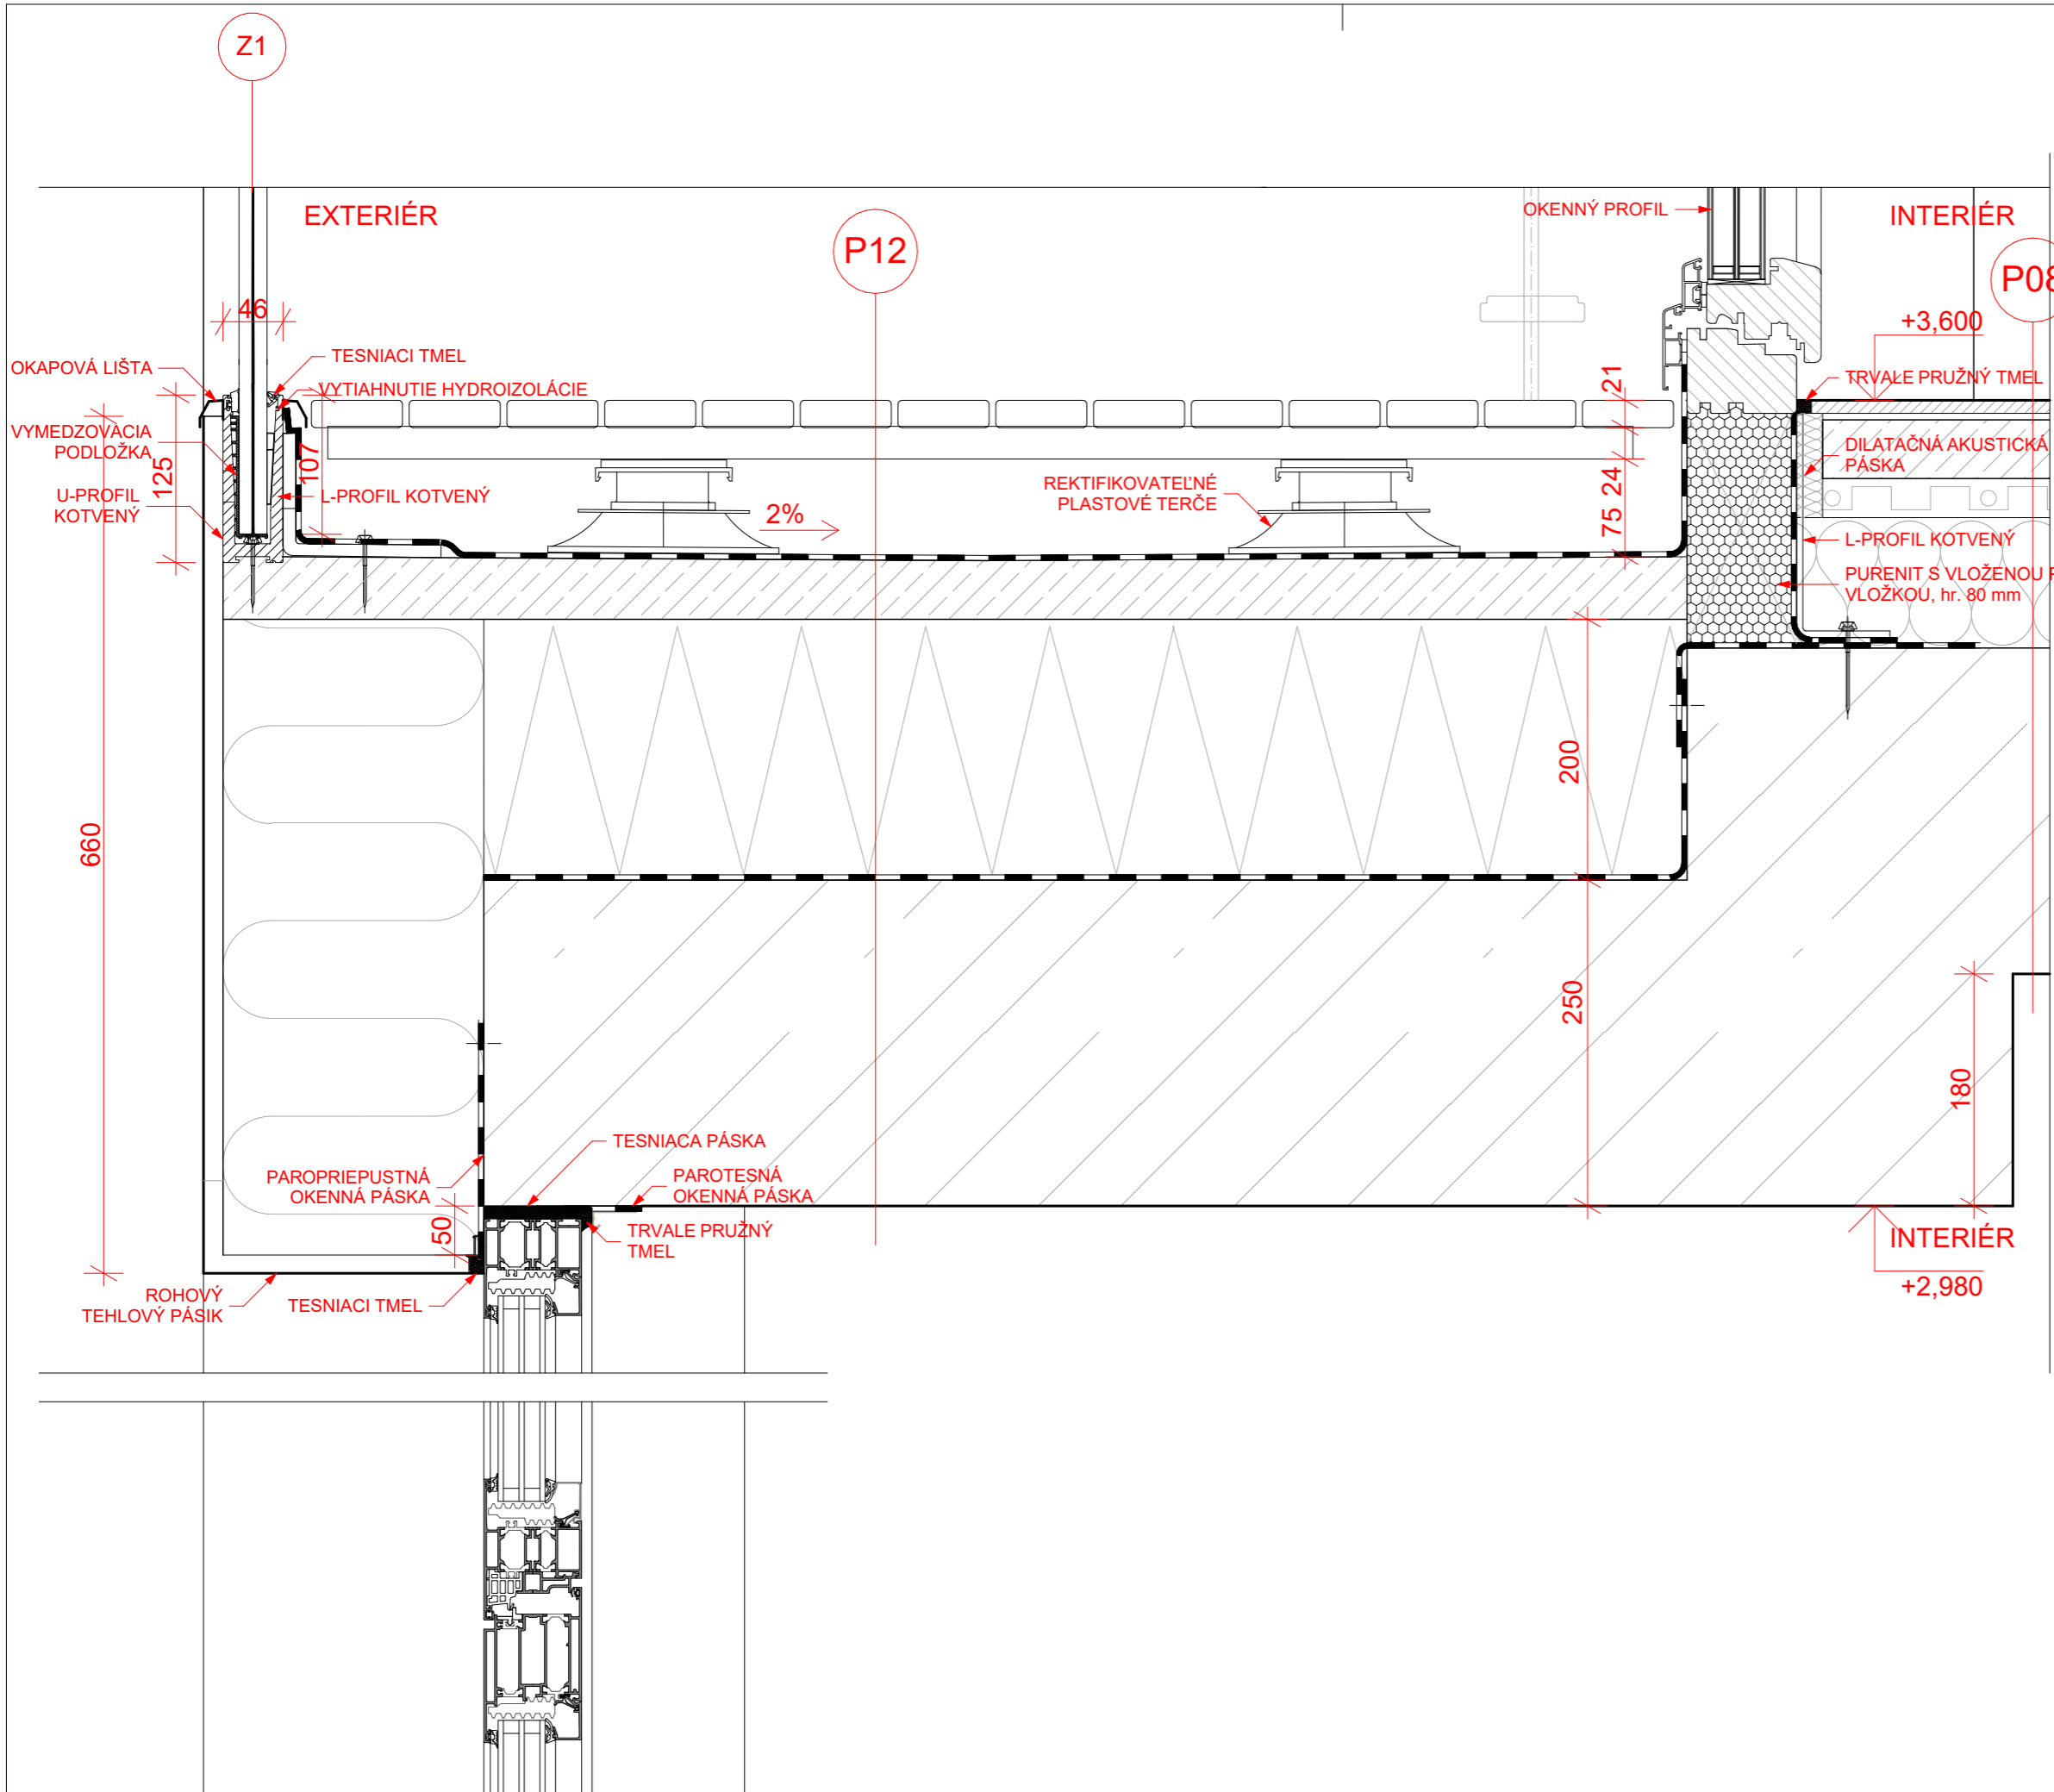 Z1
EXTERIÉR
OKENNÝ PROFIL
INTERIÉR
P12
P08
46
+3,600
OKAPOVÁ LIŠTA
TESNIACI TMEL
VYTIAHNUTIE HYDROIZOLÁCIE
21
TRVALE PRUŽNÝ TMEL
VYMEDZOVACIA
PODLOŽKA
125
107
U-PROFIL
KOTVENÝ
L-PROFIL KOTVENÝ
2%
REKTIFIKOVATEĽNÉ
PLASTOVÉ TERČE
75 24
DILATAČNÁ AKUSTICKÁ
PÁSKA
L-PROFIL KOTVENÝ
PURENIT S VLOŽENOU
VLOŽKOU, hr. 80 mm
200
660
250
180
TESNIACA PÁSKA
PAROPRIEPUSTNÁ
OKENNÁ PÁSKA
PAROTESNÁ
OKENNÁ PÁSKA
50
TRVALE PRUŽNÝ
TMEL
INTERIÉR
+2,980
ROHOVÝ
TEHLOVÝ PÁSIK
TESNIACI TMEL